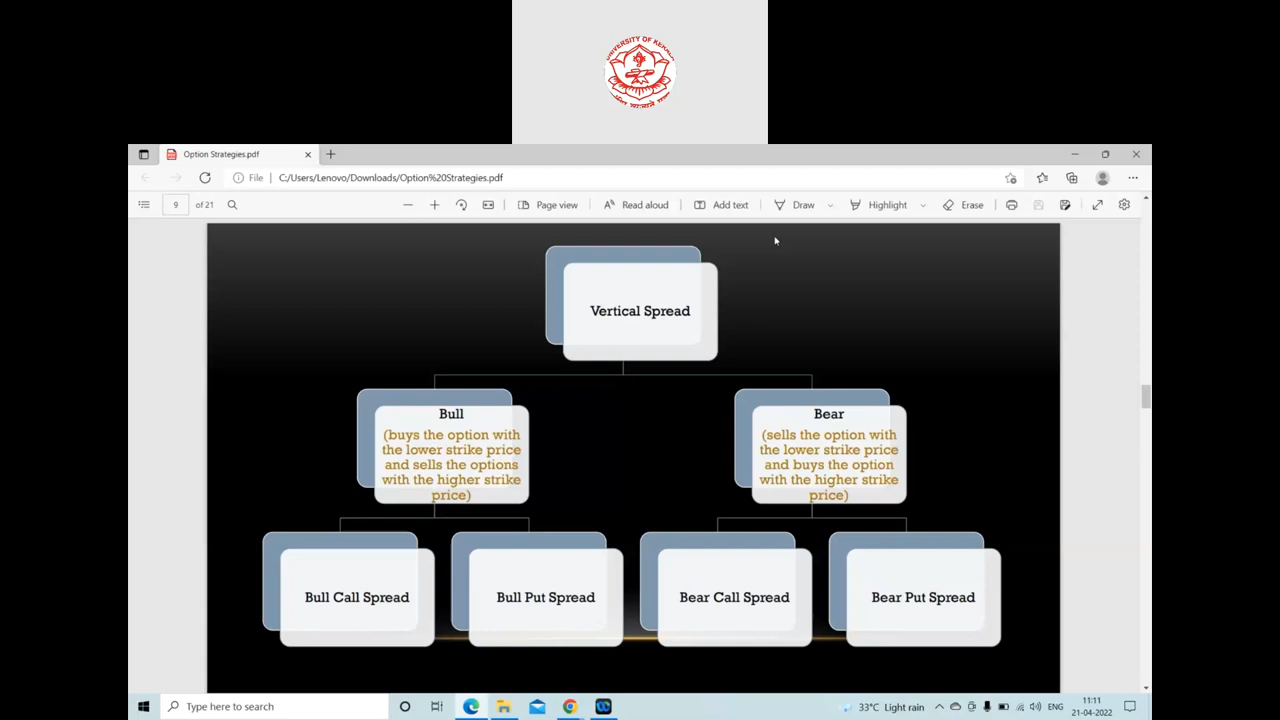 UNIVERSITY OF KERALA
Option Strategies.pdf
File
C:/Users/Lenovo/Downloads/Option%20Strategies.pdf
9 of 21
Page view
Read aloud
Add text
Draw
Highlight
Erase
Vertical Spread
Bull
(buys the option with
the lower strike price
and sells the options
with the higher strike
price)
Bear
(sells the option with
the lower strike price
and buys the option
with the higher strike
price)
Bull Call Spread
Bull Put Spread
Bear Call Spread
Bear Put Spread
Type here to search
33°C Light rain
ENG
11:11
21-04-2022